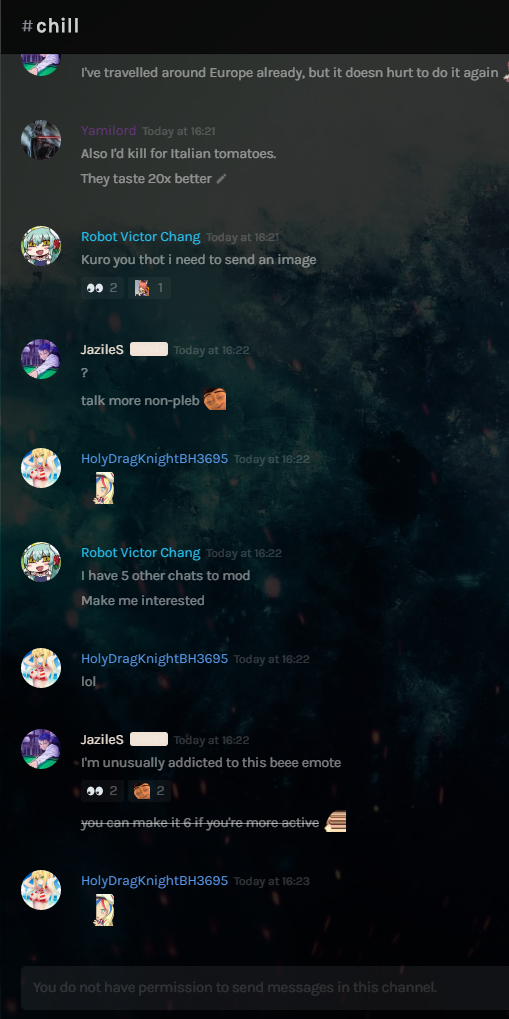 #chill
I've travelled around Europe already, but it doesn hurt to do it again
Yamilord Today at 16:21
Also I'd kill for Italian tomatoes.
They taste 20x better
Robot Victor Chang Today at 16:21
Kuro you thot i need to send an image
2 1
JazileS Today at 16:22
?
talk more non-pleb
HolyDragKnightBH3695 Today at 16:22
Robot Victor Chang Today at 16:22
I have 5 other chats to mod
Make me interested
HolyDragKnightBH3695 Today at 16:22
lol
JazileS Today at 16:22
I'm unusually addicted to this beee emote
2 2
you can make it 6 if you're more active
HolyDragKnightBH3695 Today at 16:23
You do not have permission to send messages in this channel.